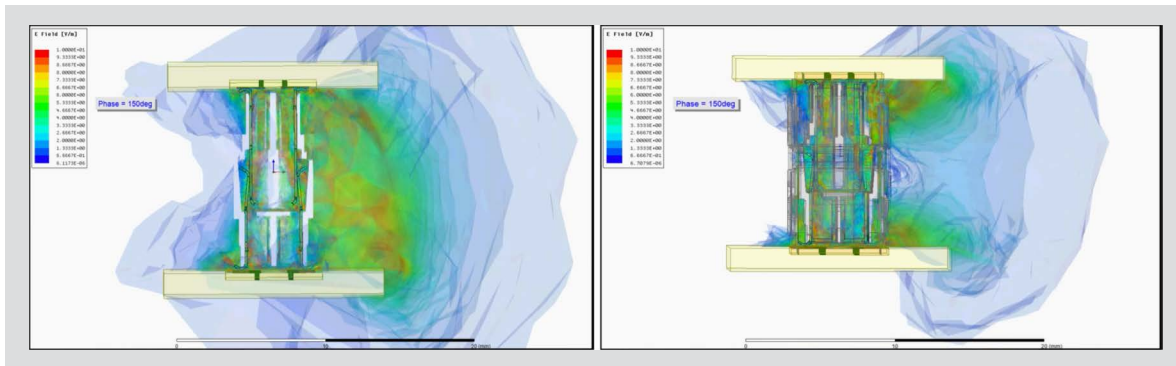 E Field [V/m]
1.0000E+01
9.3333E+00
8.6667E+00
8.0000E+00
7.3333E+00
6.6667E+00
6.0000E+00
5.3333E+00
4.6667E+00
4.0000E+00
3.3333E+00
2.6667E+00
2.0000E+00
1.3333E+00
6.6667E-01
Phase = 150deg
0
10
20 (mm)
E Field [V/m]
1.0000E+01
9.3333E+00
8.6667E+00
8.0000E+00
7.3333E+00
6.6667E+00
6.0000E+00
5.3333E+00
4.6667E+00
4.0000E+00
3.3333E+00
2.6667E+00
2.0000E+00
1.3333E+00
6.6667E-01
Phase = 150deg
0
10
20 (mm)